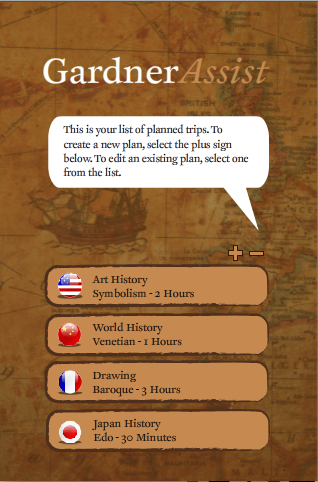 GardnerAssist
This is your list of planned trips. To
create a new plan, select the plus sign
below. To edit an existing plan, select one
from the list.
Art History
Symbolism - 2 Hours
World History
Venetian - 1 Hours
Drawing
Baroque - 3 Hours
Japan History
Edo - 30 Minutes